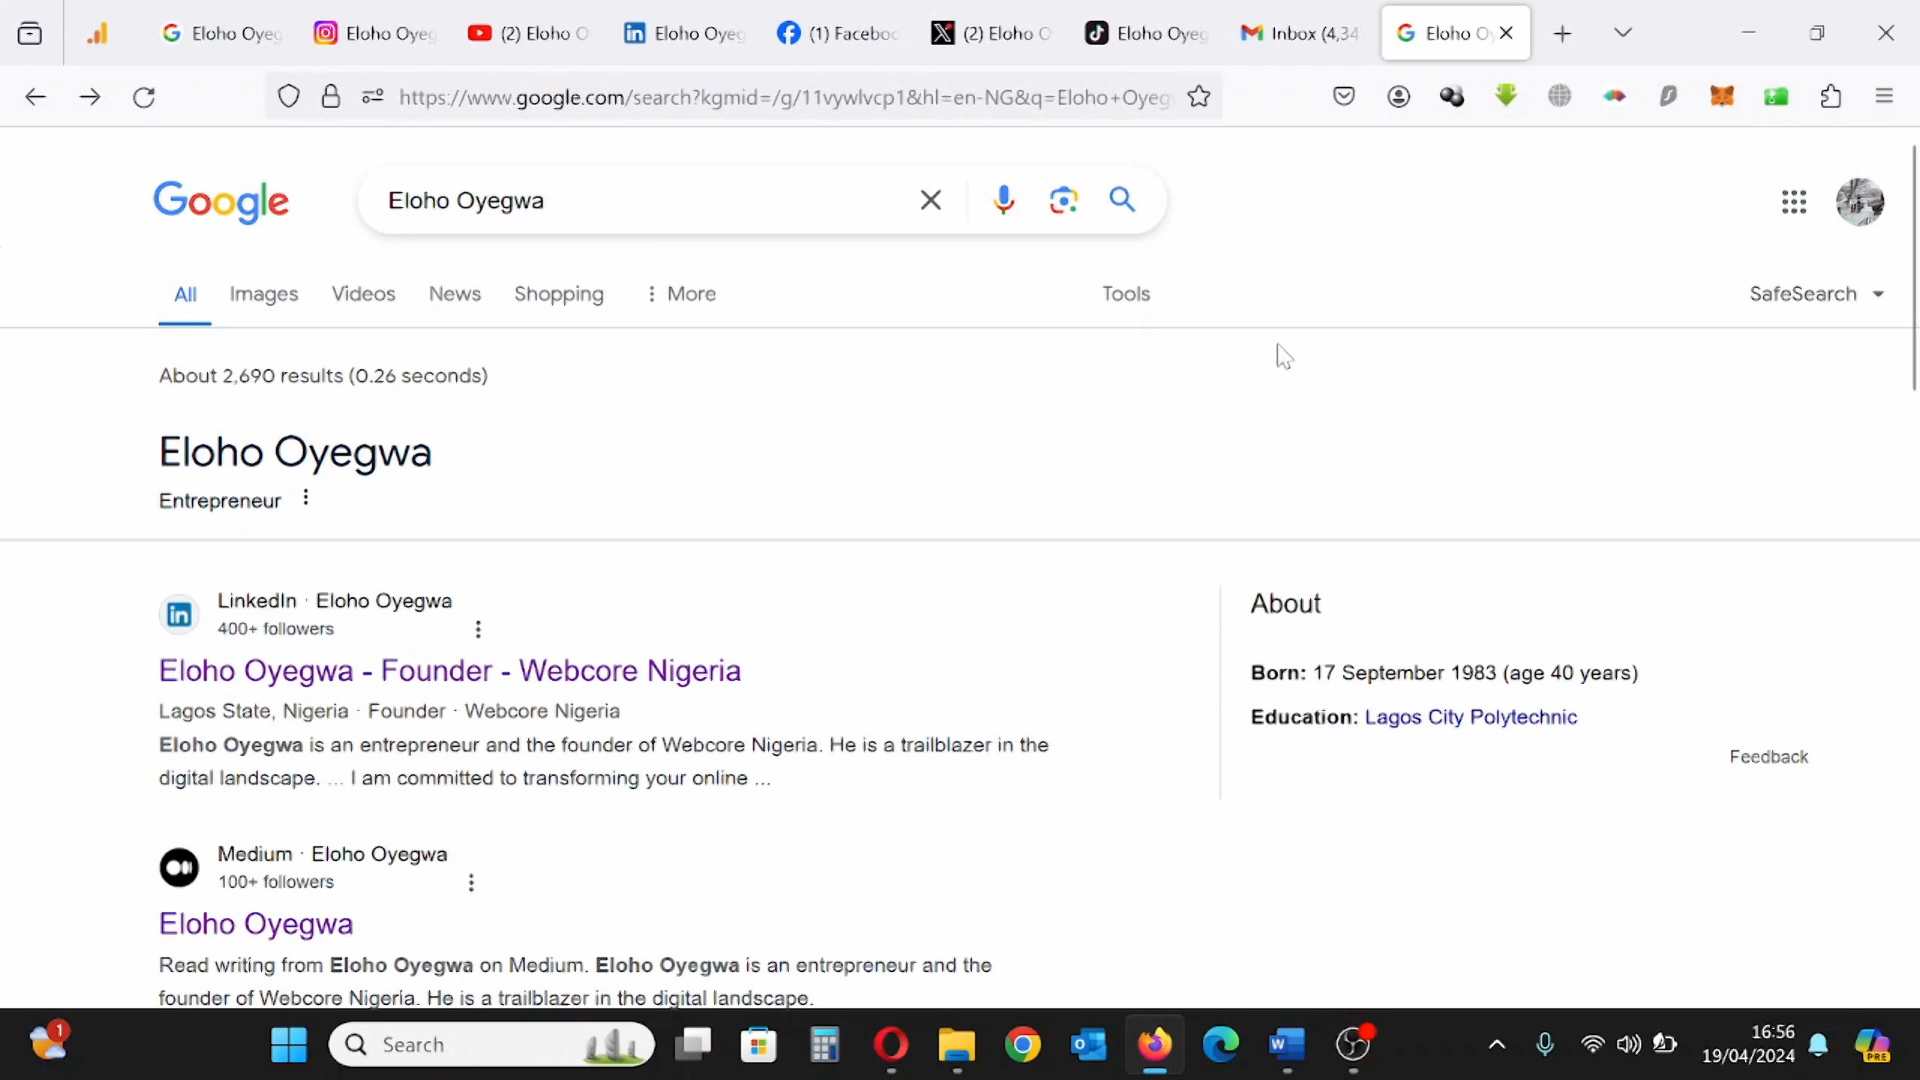 Eloho Oyeg
Eloho Oyeg
(2) Eloho O
Eloho Oyeg
(1) Faceboo
(2) Eloho O
Eloho Oyeg
Inbox (4,34
Eloho O
https://www.google.com/search?kgmid=/g/11vywlvcp1&hl=en-NG&q=Eloho+Oyeg
Google
Eloho Oyegwa
All Images Videos News Shopping More Tools SafeSearch
About 2,690 results (0.26 seconds)
Eloho Oyegwa
Entrepreneur
LinkedIn · Eloho Oyegwa
400+ followers
Eloho Oyegwa - Founder - Webcore Nigeria
Lagos State, Nigeria · Founder · Webcore Nigeria
Eloho Oyegwa is an entrepreneur and the founder of Webcore Nigeria. He is a trailblazer in the
digital landscape. ... I am committed to transforming your online ...
About
Born: 17 September 1983 (age 40 years)
Education: Lagos City Polytechnic
Feedback
Medium · Eloho Oyegwa
100+ followers
Eloho Oyegwa
Read writing from Eloho Oyegwa on Medium. Eloho Oyegwa is an entrepreneur and the
founder of Webcore Nigeria. He is a trailblazer in the digital landscape.
1
Search
16:56
19/04/2024
PRE